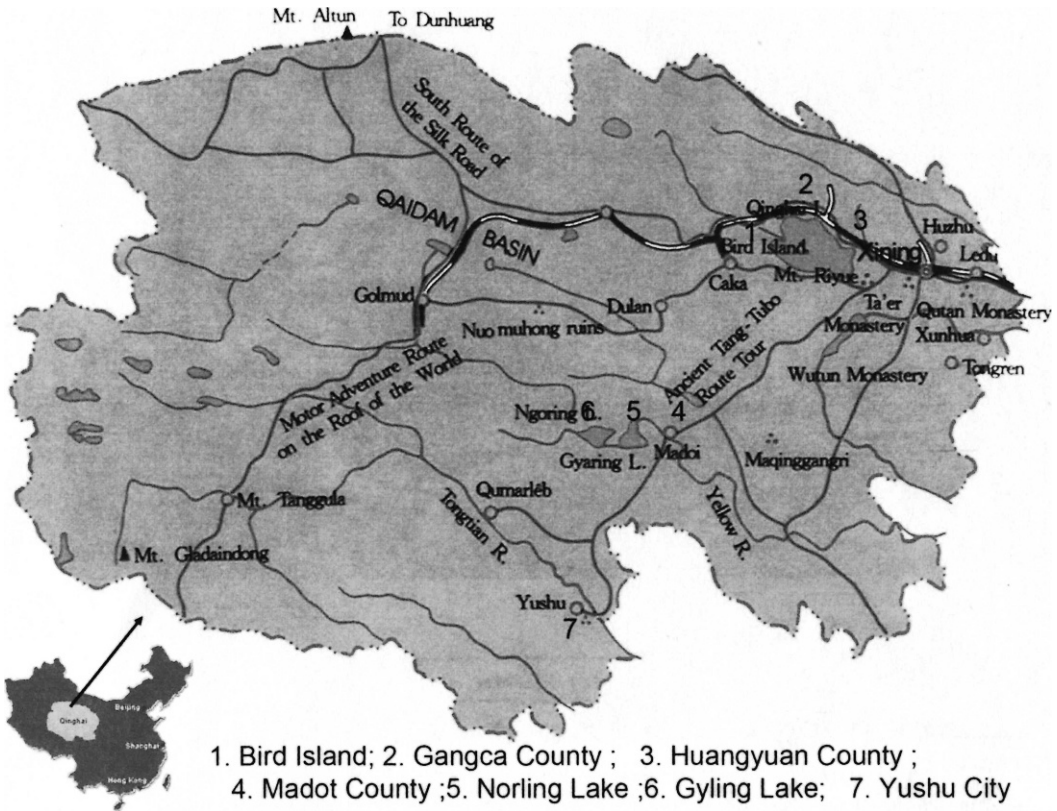 Mt. Altun
To Dunhuang
South Route of
the Silk Road
QAIDAM
BASIN
2
Qinghai L.
3
1
Huzhu
Bird Island.
Xining
Ledu
Mt. Riyue
Caka
Golmud
Dulan
Ta'er
Monastery
Qutan Monastery
Nuo muhong ruins
Xunhua
Ancient Tang-Tubo
Route Tour
Wutun Monastery
Tongren
Motor Adventure Route
on the Roof of the World
6
5
4
Ngoring L.
Gyaring L.
Madoi
Maqinggangri
Mt. Tanggula
Qumarlêb
Tongtian R.
Yellow R.
Mt. Gladaindong
Yushu
7
Beijing
Qinghai
Shanghai
Hong Kong
1. Bird Island; 2. Gangca County ; 3. Huangyuan County ;
4. Madot County ;5. Norling Lake ;6. Gyling Lake; 7. Yushu City